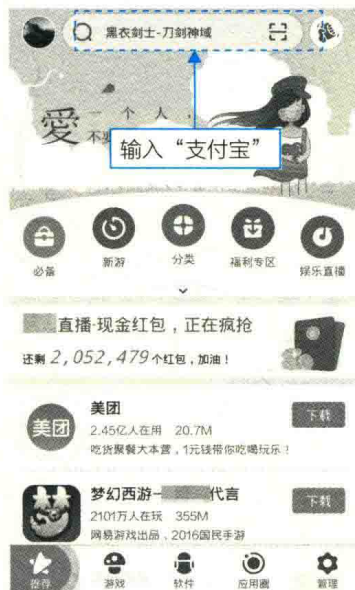 黑衣剑士-刀剑神域
愛 一个人，
不
输入“支付宝”
必备 新游 分类 福利专区 娱乐直播
直播·现金红包，正在疯抢
还剩 2,052,479 个红包，加油！
美团
美团
2.45亿人在用 20.7M
下载
吃货聚餐大本营，1元钱带你吃喝玩乐！
梦幻西游- 代言
2101万人在玩 355M
下载
网易游戏出品，2016国民手游
推荐 游戏 软件 应用圈 管理